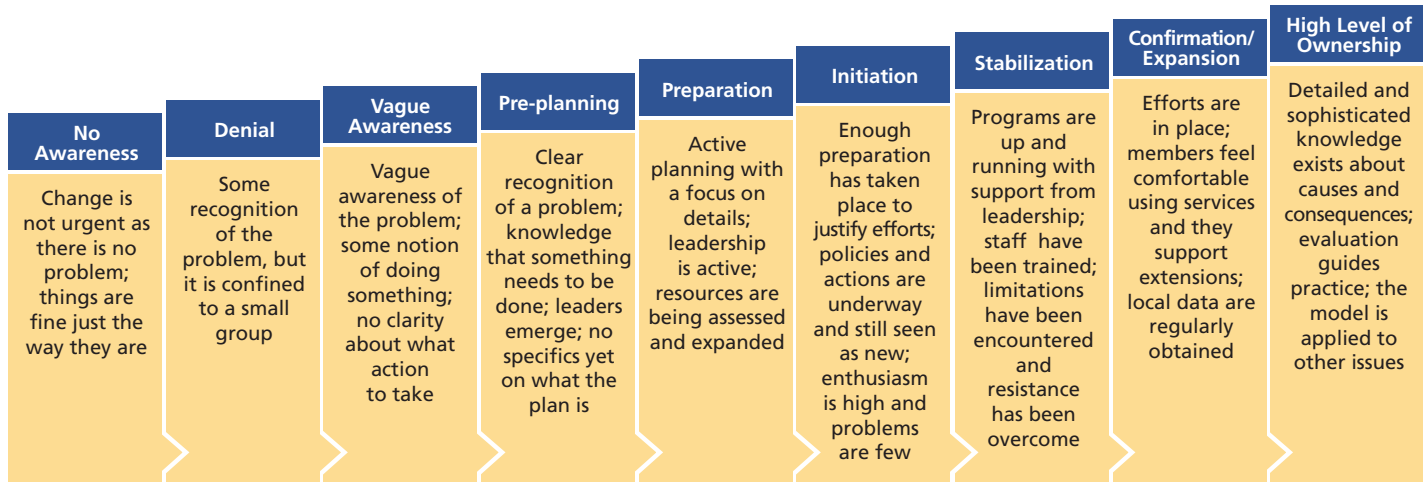 No
Awareness
Change is
not urgent as
there is no
problem;
things are
fine just the
way they are
Denial
Some
recognition
of the
problem, but
it is confined
to a small
group
Vague
Awareness
Vague
awareness of
the problem;
some notion
of doing
something;
no clarity
about what
action
to take
Pre-planning
Clear
recognition
of a problem;
knowledge
that something
needs to be
done; leaders
emerge; no
specifics yet
on what the
plan is
Preparation
Active
planning with
a focus on
details;
leadership
is active;
resources are
being assessed
and expanded
Initiation
Enough
preparation
has taken
place to
justify efforts;
policies and
actions are
underway
and still seen
as new;
enthusiasm
is high and
problems
are few
Stabilization
Programs are
up and
running with
support from
leadership;
staff have
been trained;
limitations
have been
encountered
and
resistance
has been
overcome
Confirmation/
Expansion
Efforts are
in place;
members feel
comfortable
using services
and they
support
extensions;
local data are
regularly
obtained
High Level of
Ownership
Detailed and
sophisticated
knowledge
exists about
causes and
consequences;
evaluation
guides
practice; the
model is
applied to
other issues